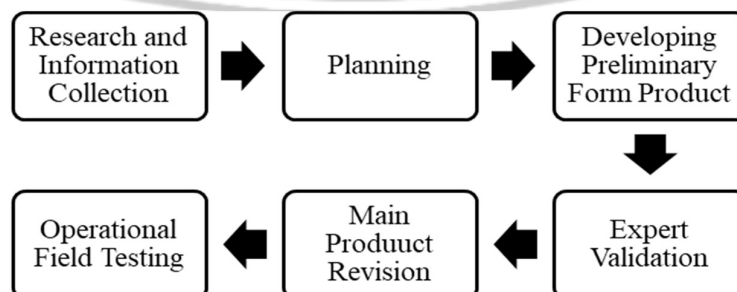 Research and
Information
Collection
Planning
Developing
Preliminary
Form Product
Expert
Validation
Main
Produuct
Revision
Operational
Field Testing